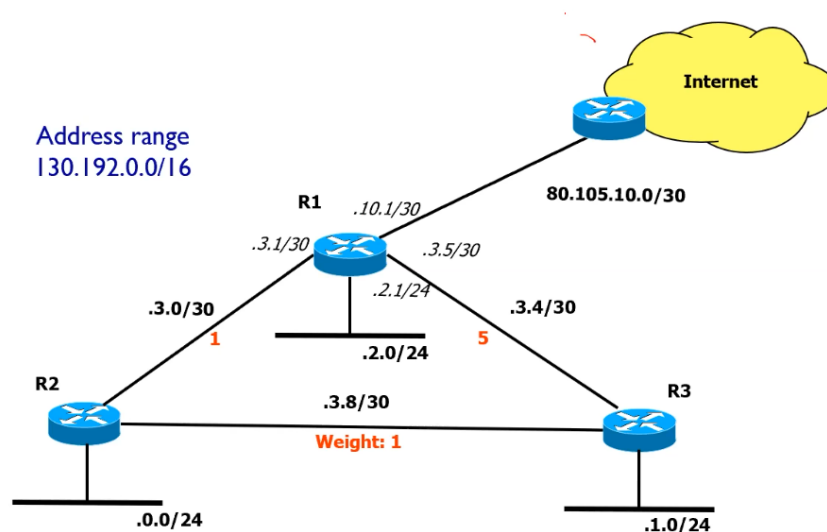 Internet
Address range
130.192.0.0/16
80.105.10.0/30
R1
.10.1/30
.3.1/30
.3.5/30
.2.1/24
.3.0/30
.3.4/30
1
5
.2.0/24
R2
R3
.3.8/30
Weight: 1
.0.0/24
.1.0/24